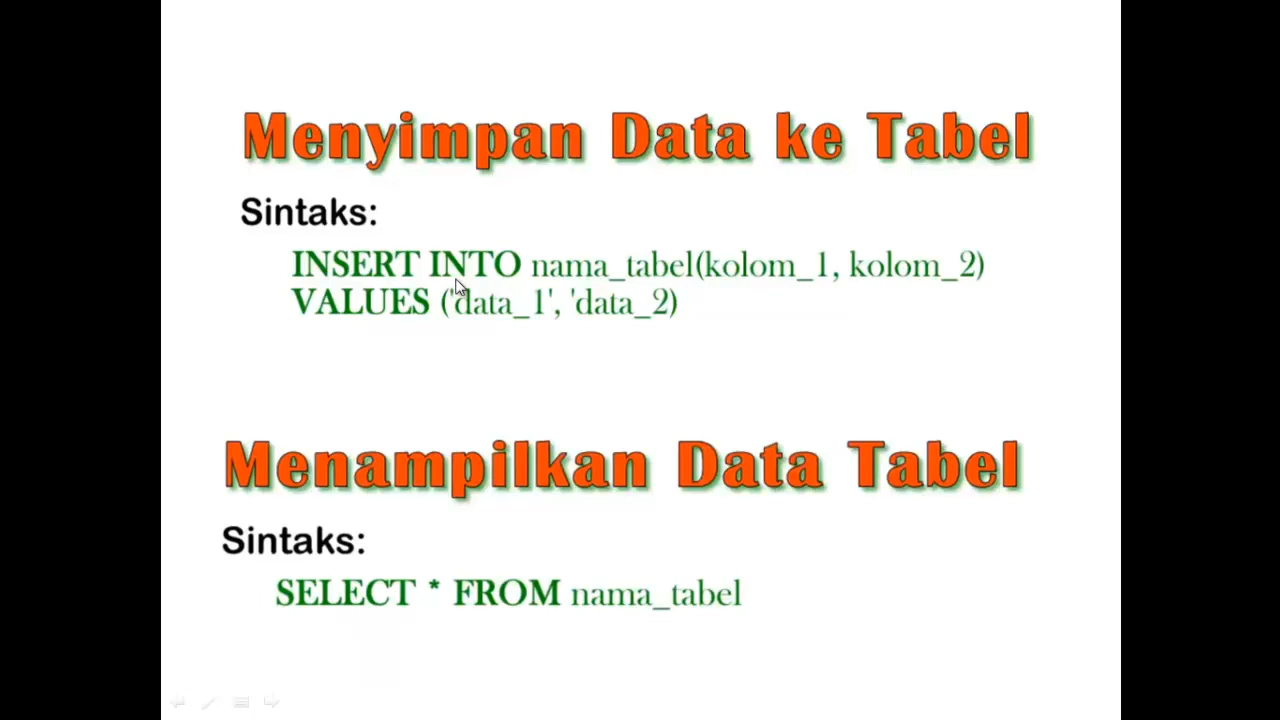 Menyimpan Data ke Tabel
Sintaks:
INSERT INTO nama_tabel(kolom_1, kolom_2)
VALUES ('data_1', 'data_2)
Menampilkan Data Tabel
Sintaks:
SELECT * FROM nama_tabel